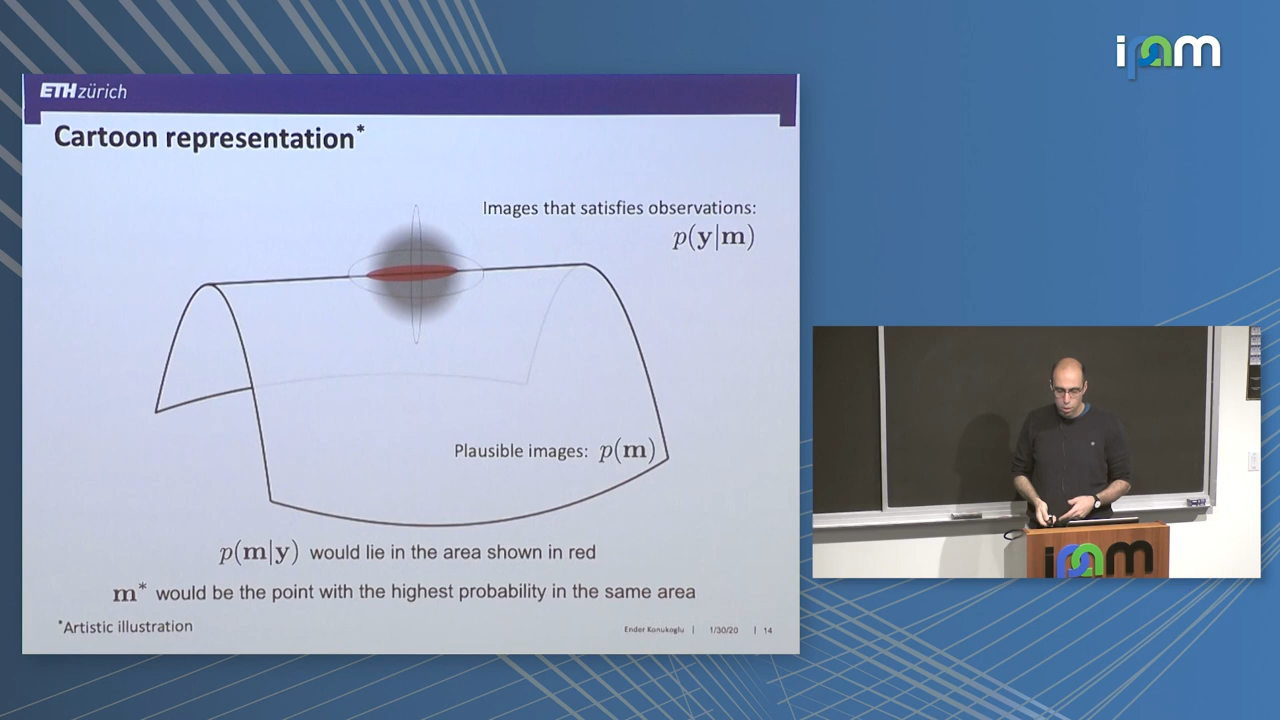 ipam
ETH zürich
Cartoon representation*
Images that satisfies observations:
p(y|m)
Plausible images: p(m)
p(m|y) would lie in the area shown in red
m* would be the point with the highest probability in the same area
*Artistic illustration
Ender Konukoglu | 1/30/20 | 14
ipam